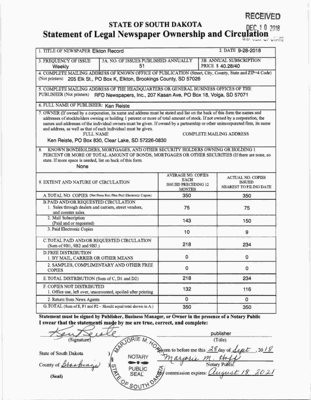 RECEIVED
DEC 10 2018
STATE OF SOUTH DAKOTA
Statement of Legal Newspaper Ownership and Circulation
1. TITLE OF NEWSPAPER Elkton Record
2. DATE 9-28-2018
3. FREQUENCY OF ISSUE
Weekly
3A. NO. OF ISSUES PUBLISHED ANNUALLY
51
3B. ANNUAL SUBSCRIPTION
PRICE $ 40.28/40
4. COMPLETE MAILING ADDRESS OF KNOWN OFFICE OF PUBLICATION (Street, City, County, State and ZIP+4 Code)
(Not printers) 205 Elk St., PO Box K, Elkton, Brookings County, SD 57026
5. COMPLETE MAILING ADDRESS OF THE HEADQUARTERS OR GENERAL BUSINESS OFFICES OF THE
PUBLISHER (Not printer) RFD Newspapers, Inc., 207 Kasan Ave, PO Box 18, Volga, SD 57071
6. FULL NAME OF PUBLISHER: Ken Reiste
7. OWNER (If owned by a corporation, its name and address must be stated and list on the back of this form the names and
addresses of stockholders owning or holding 1 percent or more of total amount of stock. If not owned by a corporation, the
names and addresses of the individual owners must be given. If owned by a partnership or other unincorporated firm, its name
and address, as well as that of each individual must be given.
FULL NAME
COMPLETE MAILING ADDRESS
Ken Reiste, PO Box 830, Clear Lake, SD 57226-0830
8. KNOWN BONDHOLDERS, MORTGAGEES, AND OTHER SECURITY HOLDERS OWNING OR HOLDING 1
PERCENT OR MORE OF TOTAL AMOUNT OF BONDS, MORTGAGES OR OTHER SECURITIES (If there are none, so
state. If more space is needed, list on back of this form.
None
9. EXTENT AND NATURE OF CIRCULATION
AVERAGE NO. COPIES
EACH
ISSUED PRECEDING 12
MONTHS
ACTUAL NO. COPIES
ISSUED
NEAREST TO FILING DATE
A. TOTAL NO. COPIES
350
350
B. PAID AND/OR REQUESTED CIRCULATION
1. Sales through dealers and carriers, street vendors,
and counter sales.
75
75
2. Mail Subscription
(Paid and or requested)
143
150
3. Paid Electronic Copies
10
9
C. TOTAL PAID AND/OR REQUESTED CIRCULATION
(Sum of 9B1, 9B2 and 9B3.)
218
234
D. FREE DISTRIBUTION
1. BY MAIL, CARRIER OR OTHER MEANS
0
0
2. SAMPLES, COMPLIMENTARY AND OTHER FREE
COPIES
0
0
E. TOTAL DISTRIBUTION (Sum of C, D1 and D2)
218
234
F. COPIES NOT DISTRIBUTED
1. Office use, left over, unaccounted, spoiled after printing
132
116
2. Return from News Agents
0
0
G. TOTAL (Sum of E, F1 and F2 – Should equal total shown in A.)
350
350
Statement must be signed by Publisher, Business Manager, or Owner in the presence of a Notary Public
I swear that the statements made by me are true, correct, and complete:
Ken Reiste
publisher
(Signature)
(Title)
State of South Dakota
Sworn to before me this 28 day of Sept, 2018
Marjorie M. Hoff
County of Brookings
Notary Public
(Seal)
My commission expires: August 18, 2021
MARJORIE M. HOFF
NOTARY
PUBLIC
SEAL
STATE OF SOUTH DAKOTA